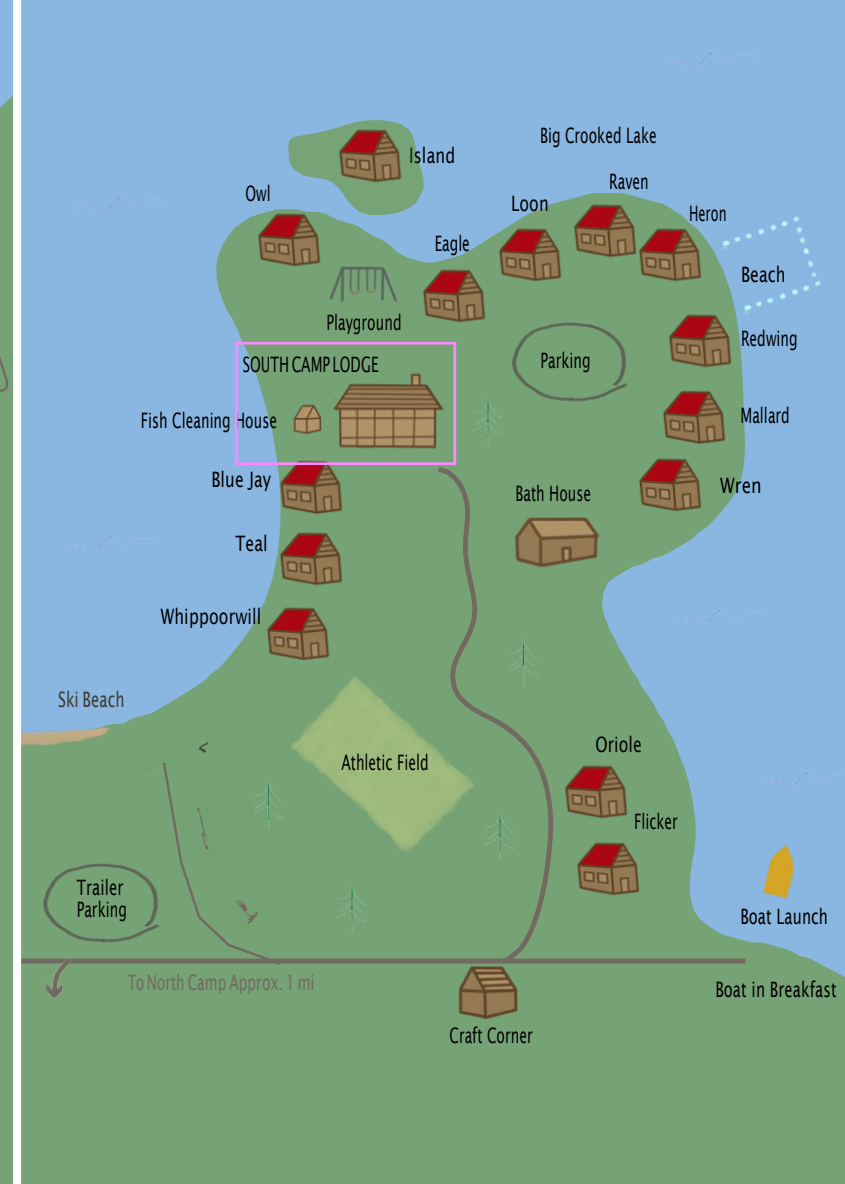 Big Crooked Lake
Island
Raven
Owl
Loon
Heron
Eagle
Beach
Playground
Redwing
Parking
SOUTH CAMP LODGE
Mallard
Fish Cleaning House
Blue Jay
Wren
Bath House
Teal
Whippoorwill
Ski Beach
Oriole
Athletic Field
Flicker
Trailer
Parking
Boat Launch
To North Camp Approx. 1 mi
Boat in Breakfast
Craft Corner